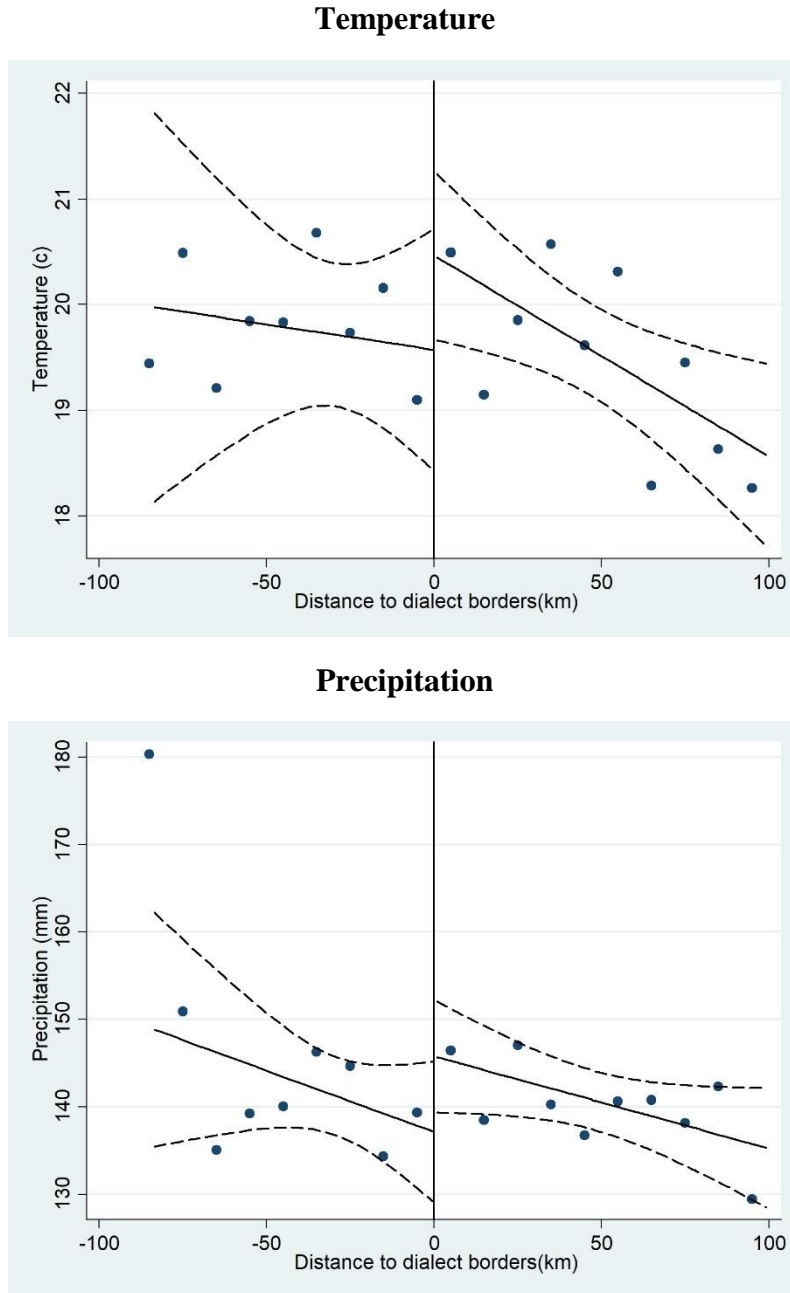 Temperature
22
21
20
19
18
Temperature (c)
-100 -50 0 50 100
Distance to dialect borders(km)
Precipitation
180
170
160
150
140
130
Precipitation (mm)
-100 -50 0 50 100
Distance to dialect borders(km)